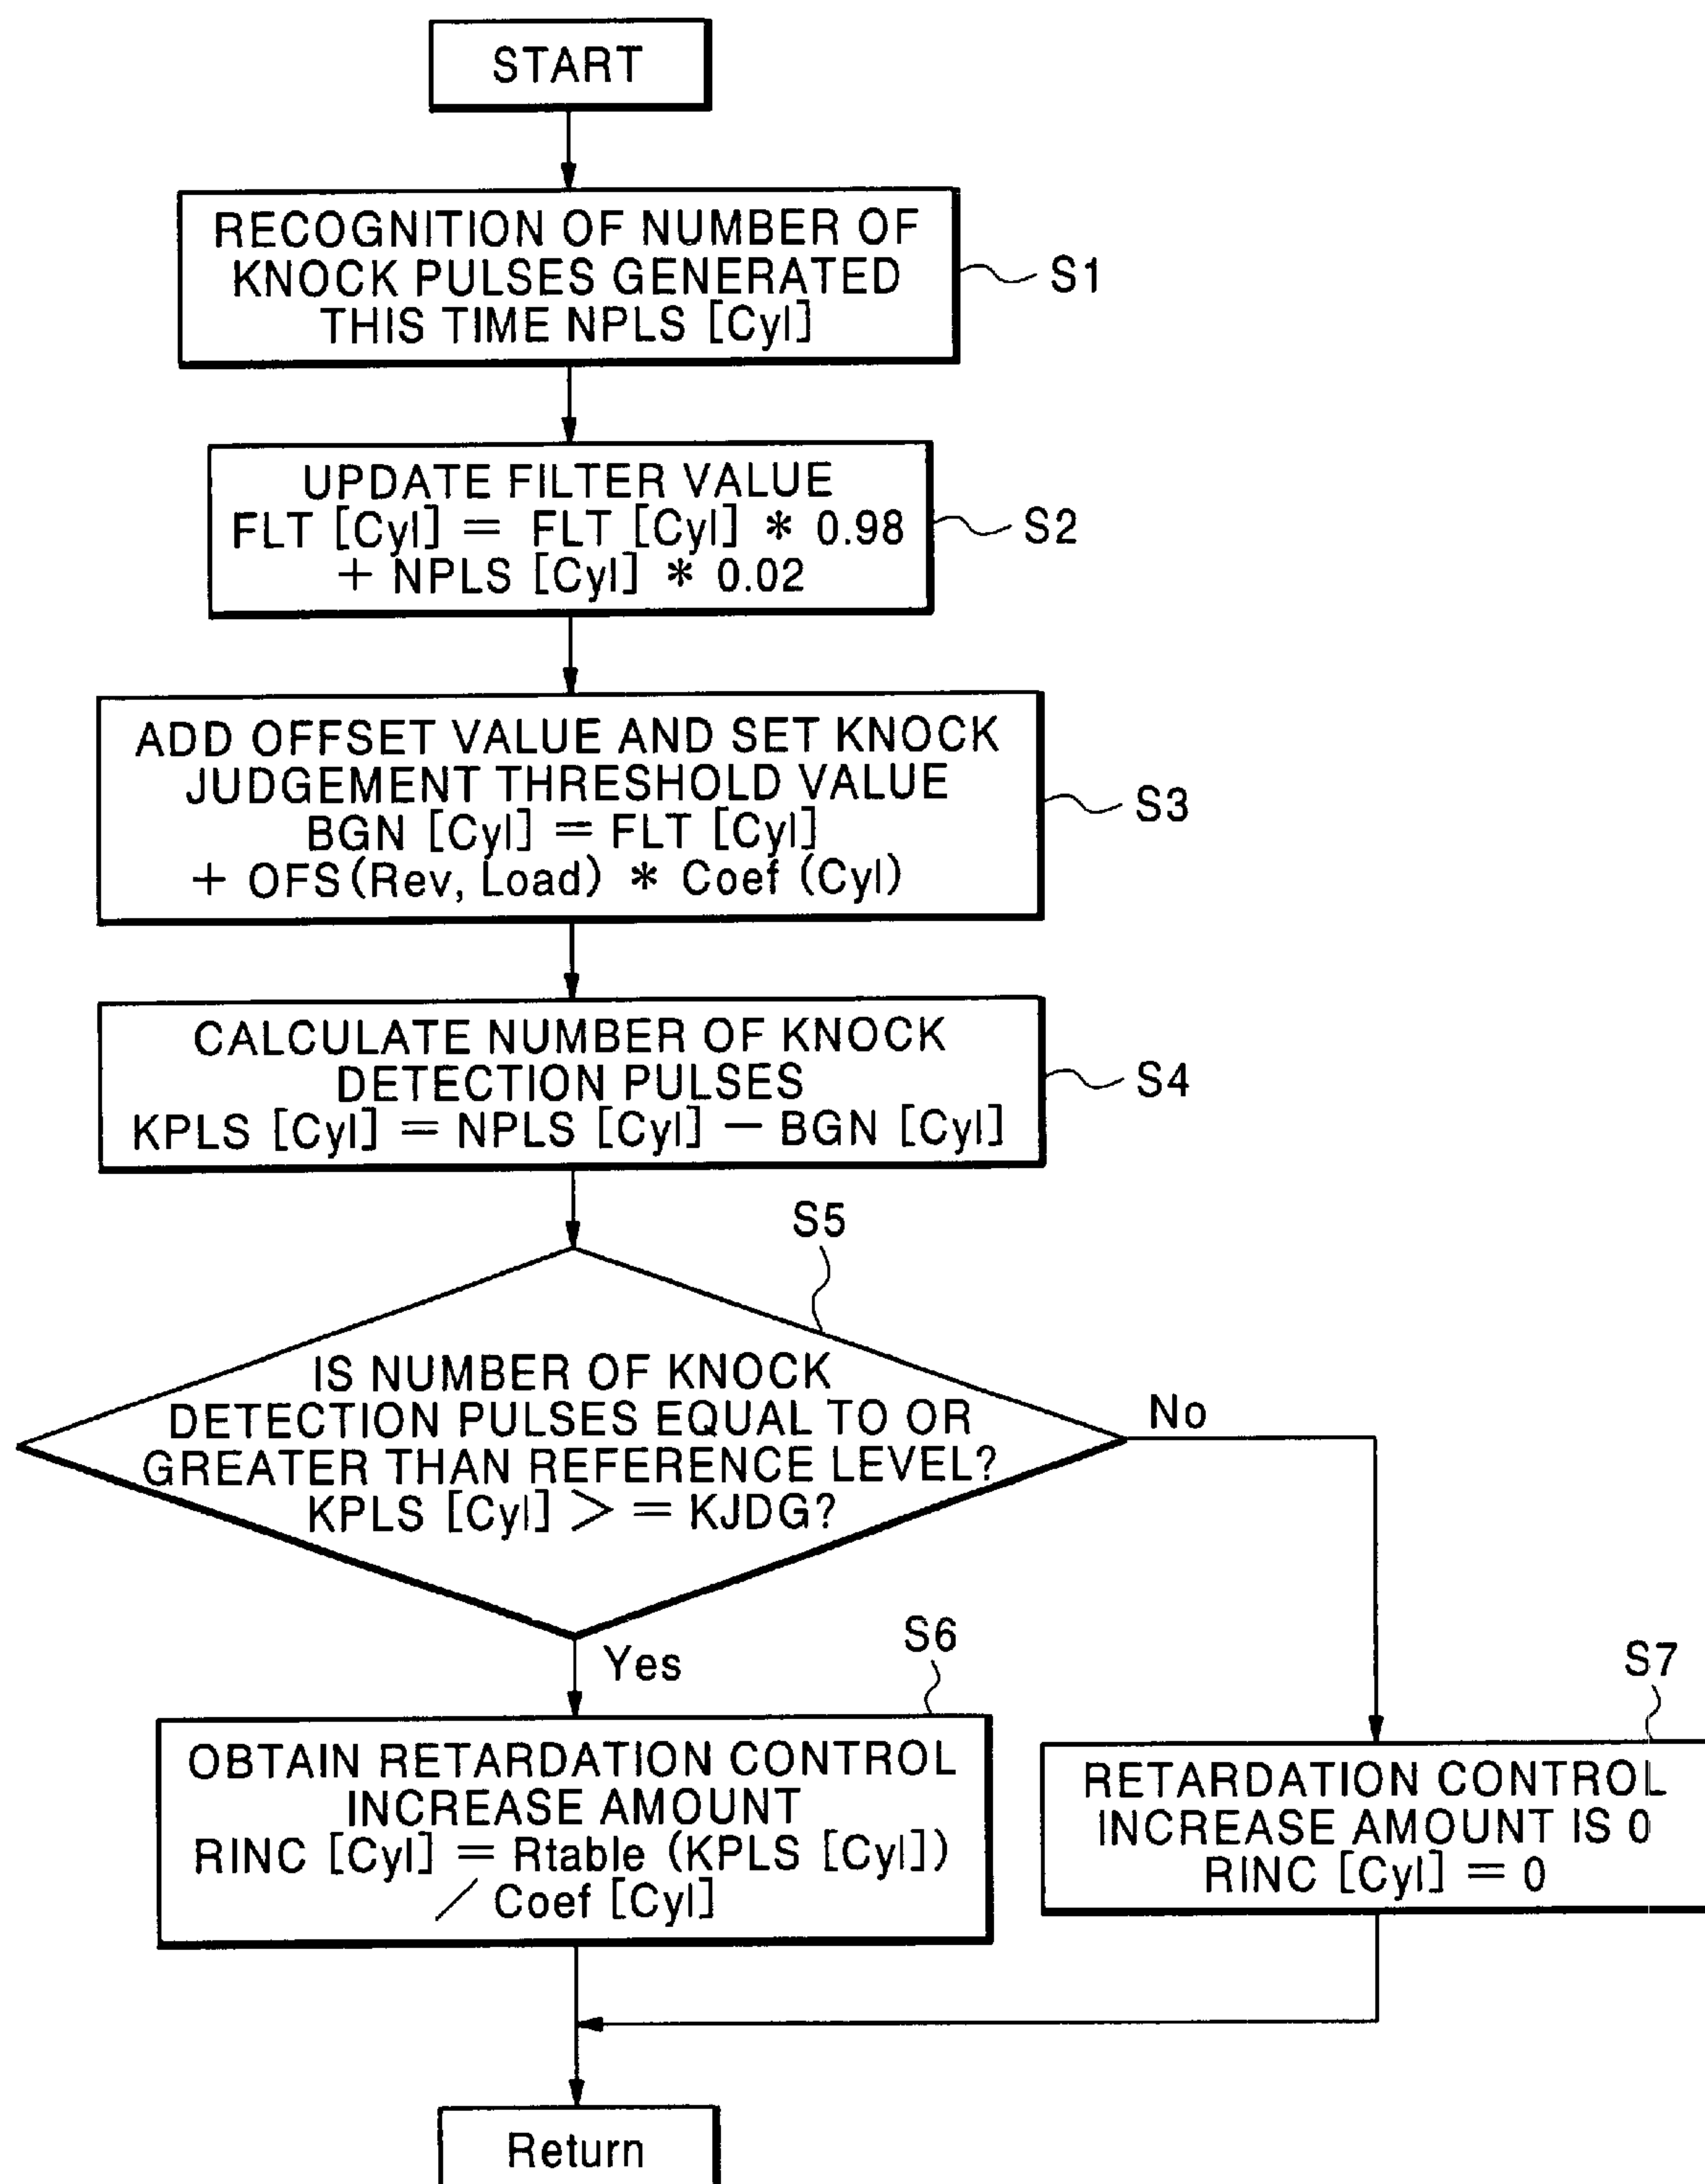 START
RECOGNITION OF NUMBER OF
KNOCK PULSES GENERATED
THIS TIME NPLS [Cyl]
S1
UPDATE FILTER VALUE
FLT [Cyl] = FLT [Cyl] * 0.98
+ NPLS [Cyl] * 0.02
S2
ADD OFFSET VALUE AND SET KNOCK
JUDGEMENT THRESHOLD VALUE
BGN [Cyl] = FLT [Cyl]
+ OFS(Rev, Load) * Coef (Cyl)
S3
CALCULATE NUMBER OF KNOCK
DETECTION PULSES
KPLS [Cyl] = NPLS [Cyl] − BGN [Cyl]
S4
S5
IS NUMBER OF KNOCK
DETECTION PULSES EQUAL TO OR
GREATER THAN REFERENCE LEVEL?
KPLS [Cyl] > = KJDG?
No
Yes
S6
OBTAIN RETARDATION CONTROL
INCREASE AMOUNT
RINC [Cyl] = Rtable (KPLS [Cyl])
/ Coef [Cyl]
S7
RETARDATION CONTROL
INCREASE AMOUNT IS 0
RINC [Cyl] = 0
Return